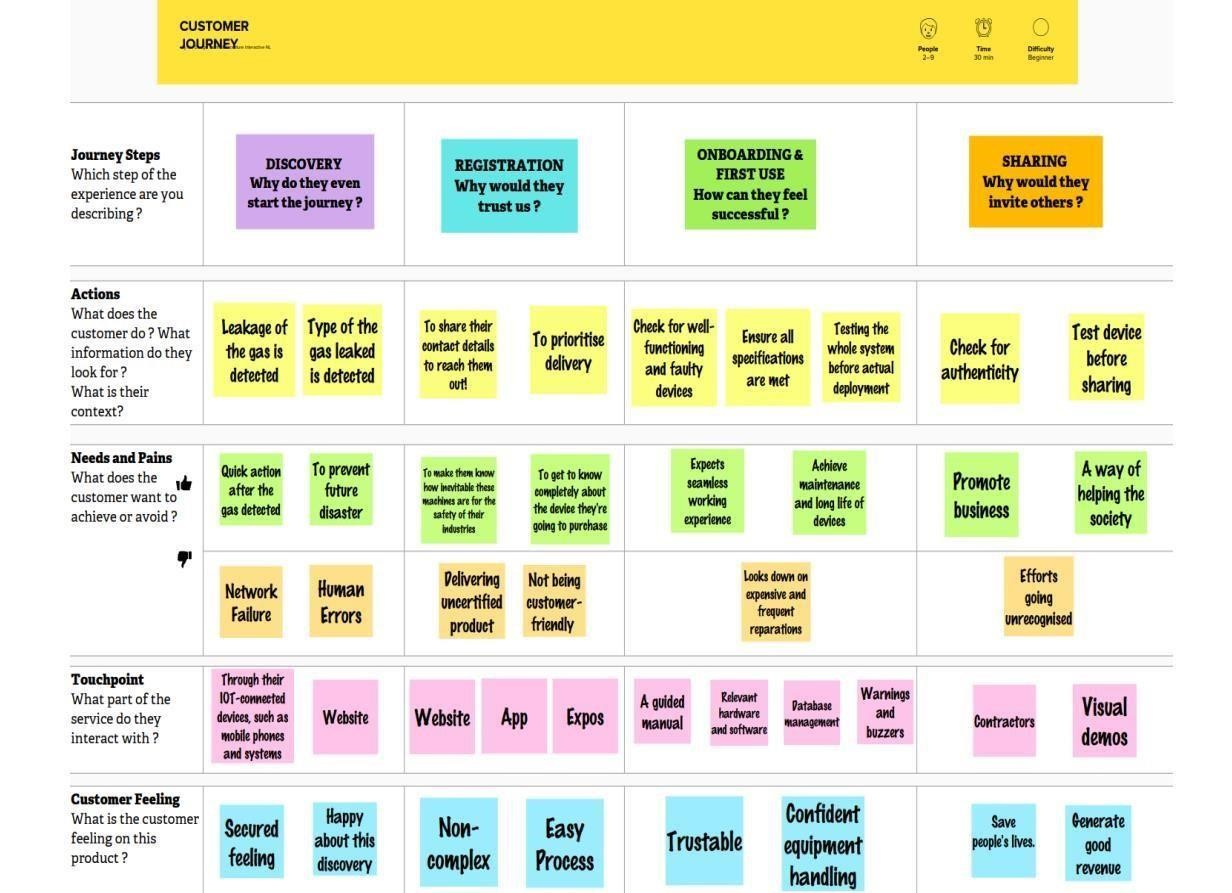 CUSTOMER
JOURNEY
People
2-9
Time
30 min
Difficulty
Beginner
Journey Steps
Which step of the
experience are you
describing ?
DISCOVERY
Why do they even
start the journey ?
REGISTRATION
Why would they
trust us ?
ONBOARDING &
FIRST USE
How can they feel
successful ?
SHARING
Why would they
invite others ?
Actions
What does the
customer do ? What
information do they
look for ?
What is their
context?
Leakage of
the gas is
detected
Type of the
gas leaked
is detected
To share their
contact details
to reach them
out!
To prioritise
delivery
Check for well-
functioning
and faulty
devices
Ensure all
specifications
are met
Testing the
whole system
before actual
deployment
Check for
authenticity
Test device
before
sharing
Needs and Pains
What does the
customer want to
achieve or avoid ?
Quick action
after the
gas detected
To prevent
future
disaster
To make them know
how inevitable these
machines are for the
safety of their
industries
To get to know
completely about
the device they're
going to purchase
Expects
seamless
working
experience
Achieve
maintenance
and long life of
devices
Promote
business
A way of
helping the
society
Network
Failure
Human
Errors
Delivering
uncertified
product
Not being
customer-
friendly
Looks down on
expensive and
frequent
reparations
Efforts
going
unrecognised
Touchpoint
What part of the
service do they
interact with ?
Through their
IOT-connected
devices, such as
mobile phones
and systems
Website
Website
App
Expos
A guided
manual
Relevant
hardware
and software
Database
management
Warnings
and
buzzers
Contractors
Visual
demos
Customer Feeling
What is the customer
feeling on this
product ?
Secured
feeling
Happy
about this
discovery
Non-
complex
Easy
Process
Trustable
Confident
equipment
handling
Save
people's lives.
Generate
good
revenue